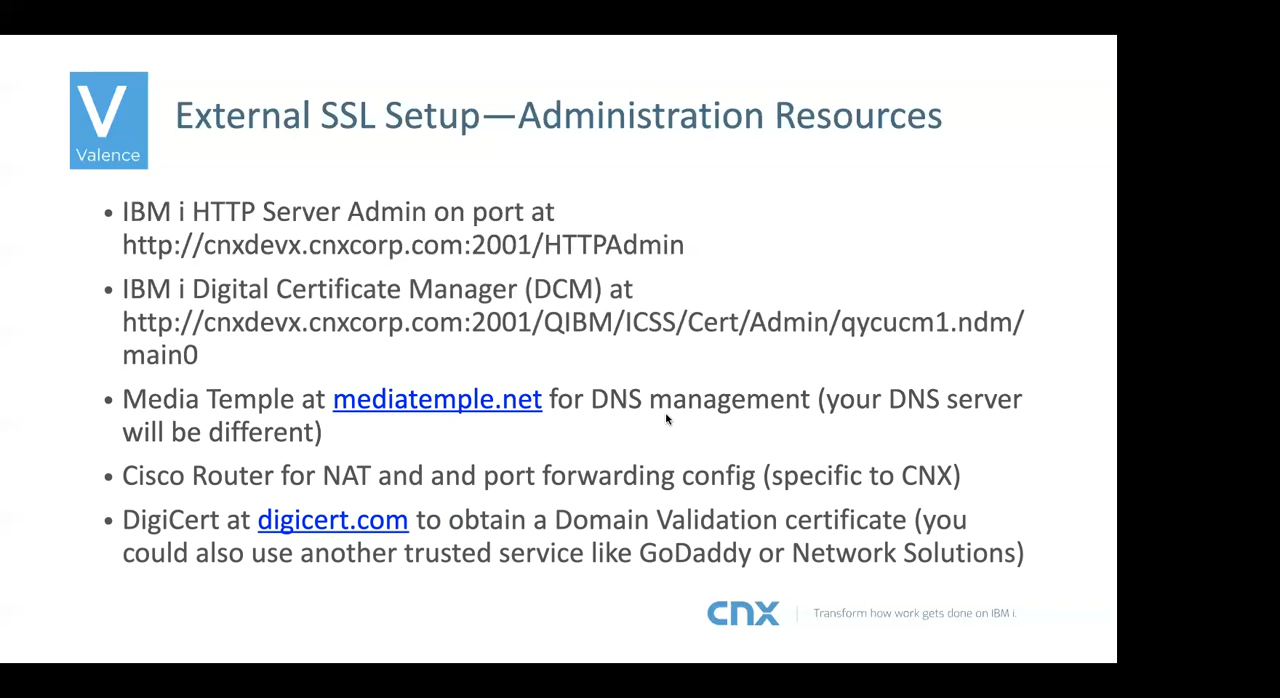 V
Valence
External SSL Setup—Administration Resources
• IBM i HTTP Server Admin on port at
http://cnxdevx.cnxcorp.com:2001/HTTPAdmin
• IBM i Digital Certificate Manager (DCM) at
http://cnxdevx.cnxcorp.com:2001/QIBM/ICSS/Cert/Admin/qycucm1.ndm/
main0
• Media Temple at mediatemple.net for DNS management (your DNS server
will be different)
• Cisco Router for NAT and and port forwarding config (specific to CNX)
• DigiCert at digicert.com to obtain a Domain Validation certificate (you
could also use another trusted service like GoDaddy or Network Solutions)
cnx Transform how work gets done on IBM i.